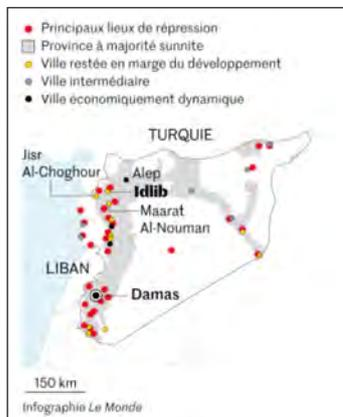 Principaux lieux de répression
Province à majorité sunnite
Ville restée en marge du développement
Ville intermédiaire
Ville économiquement dynamique
TURQUIE
Jisr
Al-Choghour
Alep
Idlib
Maarat
Al-Nouman
LIBAN
Damas
150 km
Infographie Le Monde